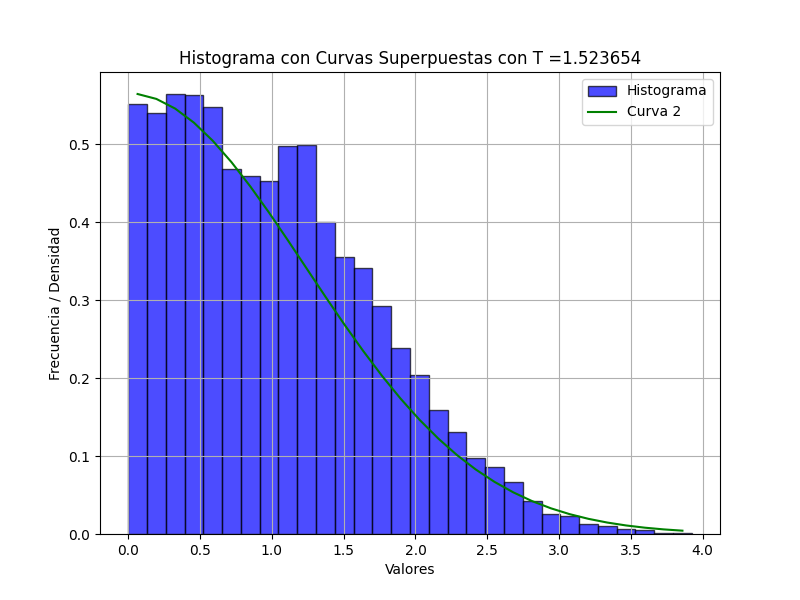 Histograma con Curvas Superpuestas con T =1.523654
Histograma
Curva 2
Frecuencia / Densidad
0.5
0.4
0.3
0.2
0.1
0.0
0.0 0.5 1.0 1.5 2.0 2.5 3.0 3.5 4.0
Valores